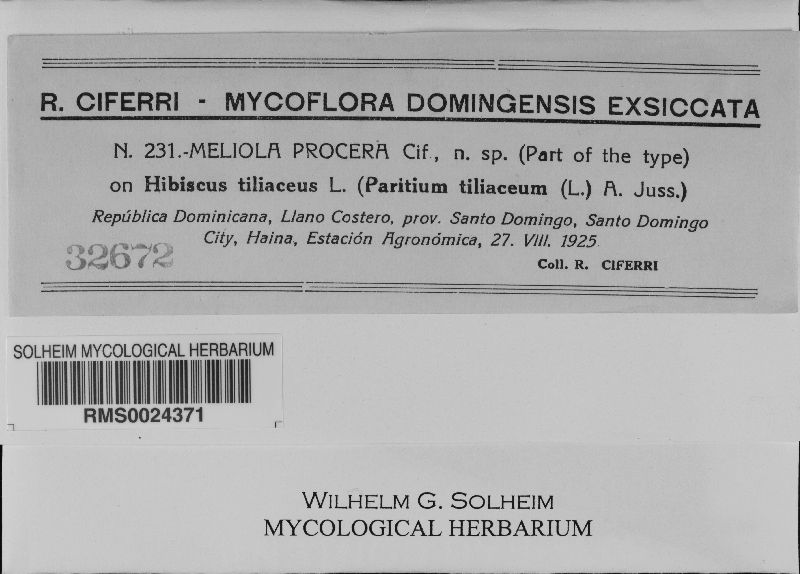 R. CIFERRI - MYCOFLORA DOMINGENSIS EXSICCATA
N. 231.-MELIOLA PROCERA Cif., n. sp. (Part of the type)
on Hibiscus tiliaceus L. (Paritium tiliaceum (L.) A. Juss.)
República Dominicana, Llano Costero, prov. Santo Domingo, Santo Domingo
City, Haina, Estación Agronómica, 27. VIII. 1925.
32672
Coll. R. CIFERRI
SOLHEIM MYCOLOGICAL HERBARIUM
RMS0024371
WILHELM G. SOLHEIM
MYCOLOGICAL HERBARIUM